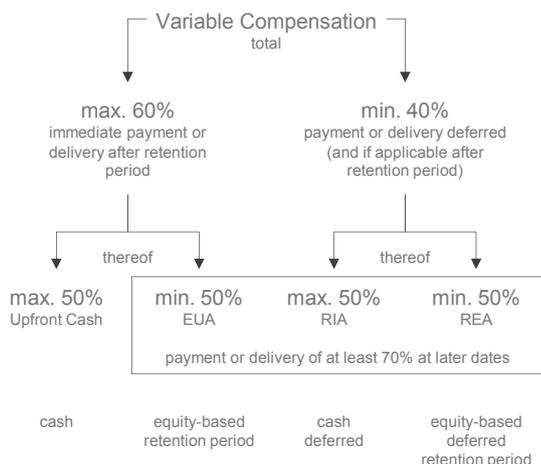 Variable Compensation
total
max. 60%
immediate payment or
delivery after retention
period
min. 40%
payment or delivery deferred
(and if applicable after
retention period)
thereof
thereof
max. 50%
Upfront Cash
min. 50%
EUA
max. 50%
RIA
min. 50%
REA
payment or delivery of at least 70% at later dates
cash
equity-based
retention period
cash
deferred
equity-based
deferred
retention period